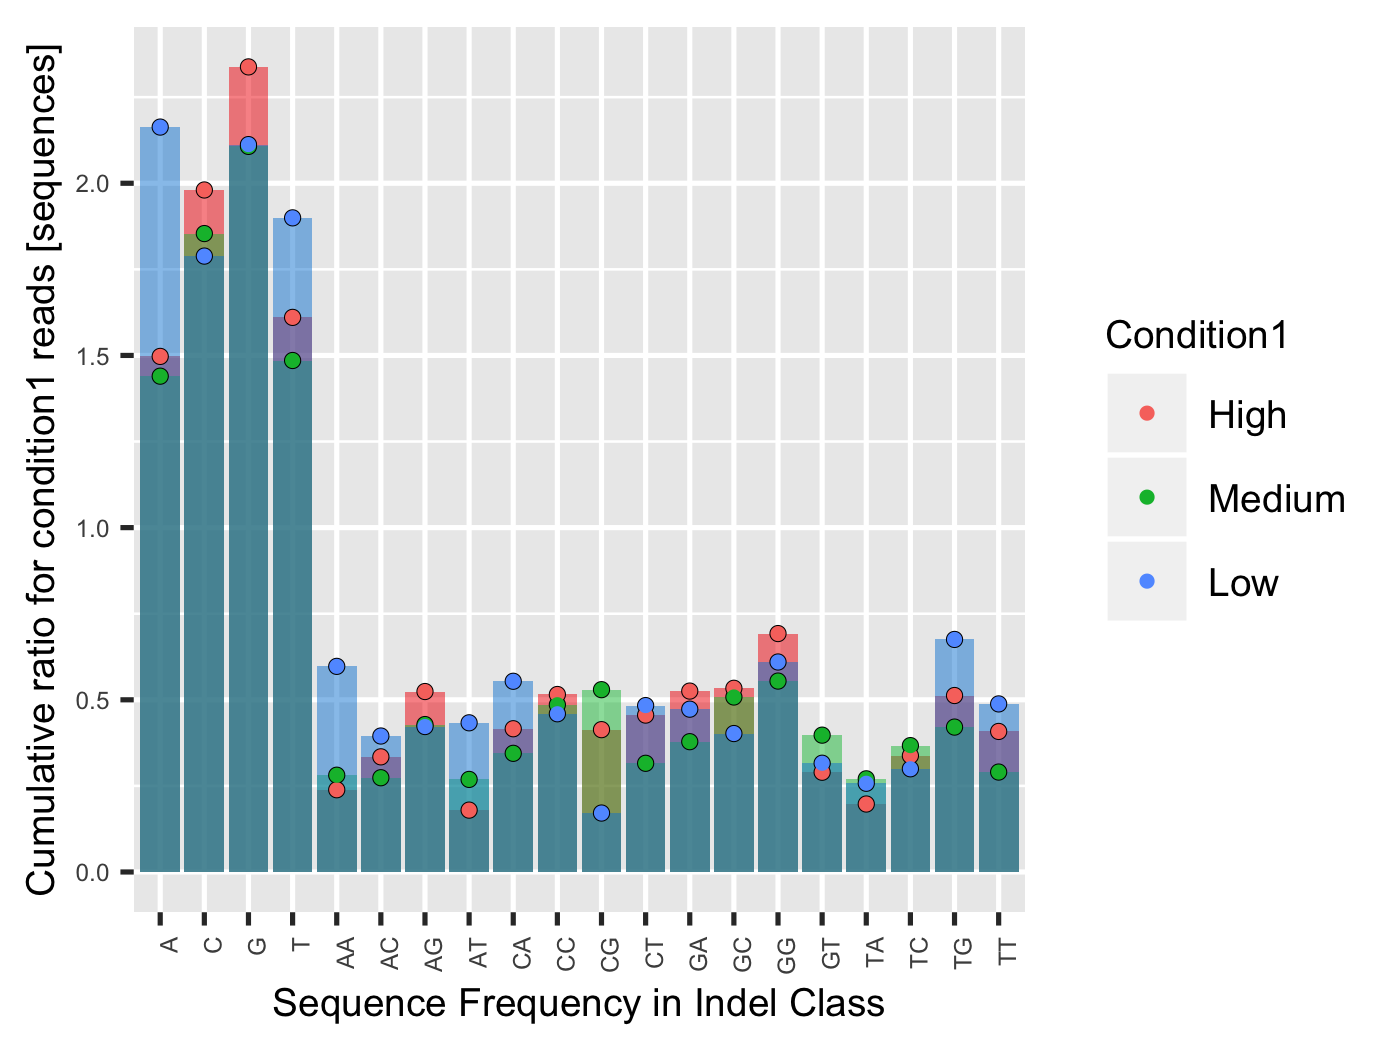 Cumulative ratio for condition1 reads [sequences]
2.0
1.5
1.0
0.5
0.0
A C G T AA AC AG AT CA CC CG CT GA GC GG GT TA TC TG TT
Sequence Frequency in Indel Class
Condition1
High
Medium
Low